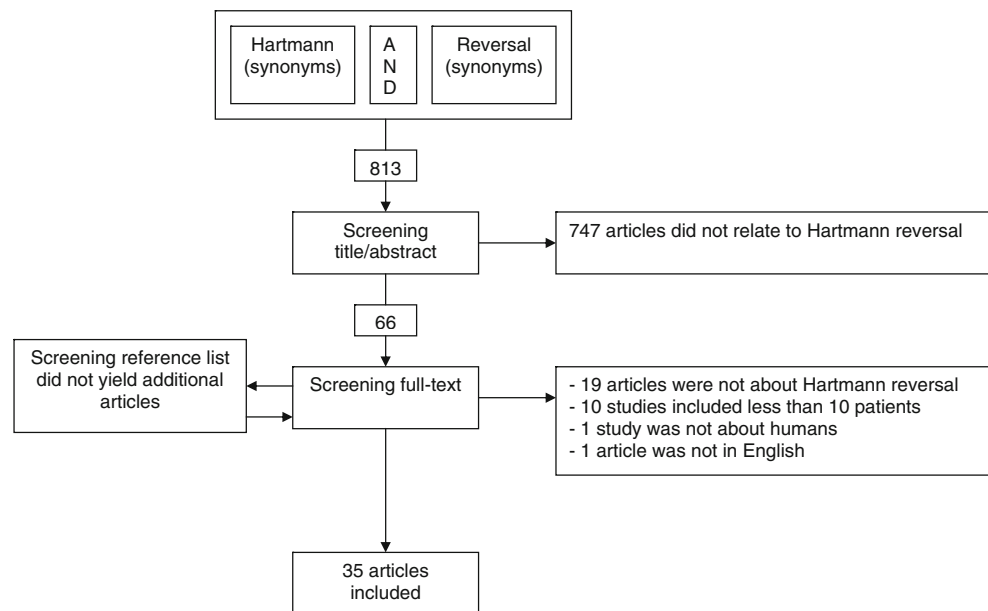 Hartmann
(synonyms)
A
N
D
Reversal
(synonyms)
813
Screening
title/abstract
747 articles did not relate to Hartmann reversal
66
Screening reference list
did not yield additional
articles
Screening full-text
- 19 articles were not about Hartmann reversal
- 10 studies included less than 10 patients
- 1 study was not about humans
- 1 article was not in English
35 articles
included